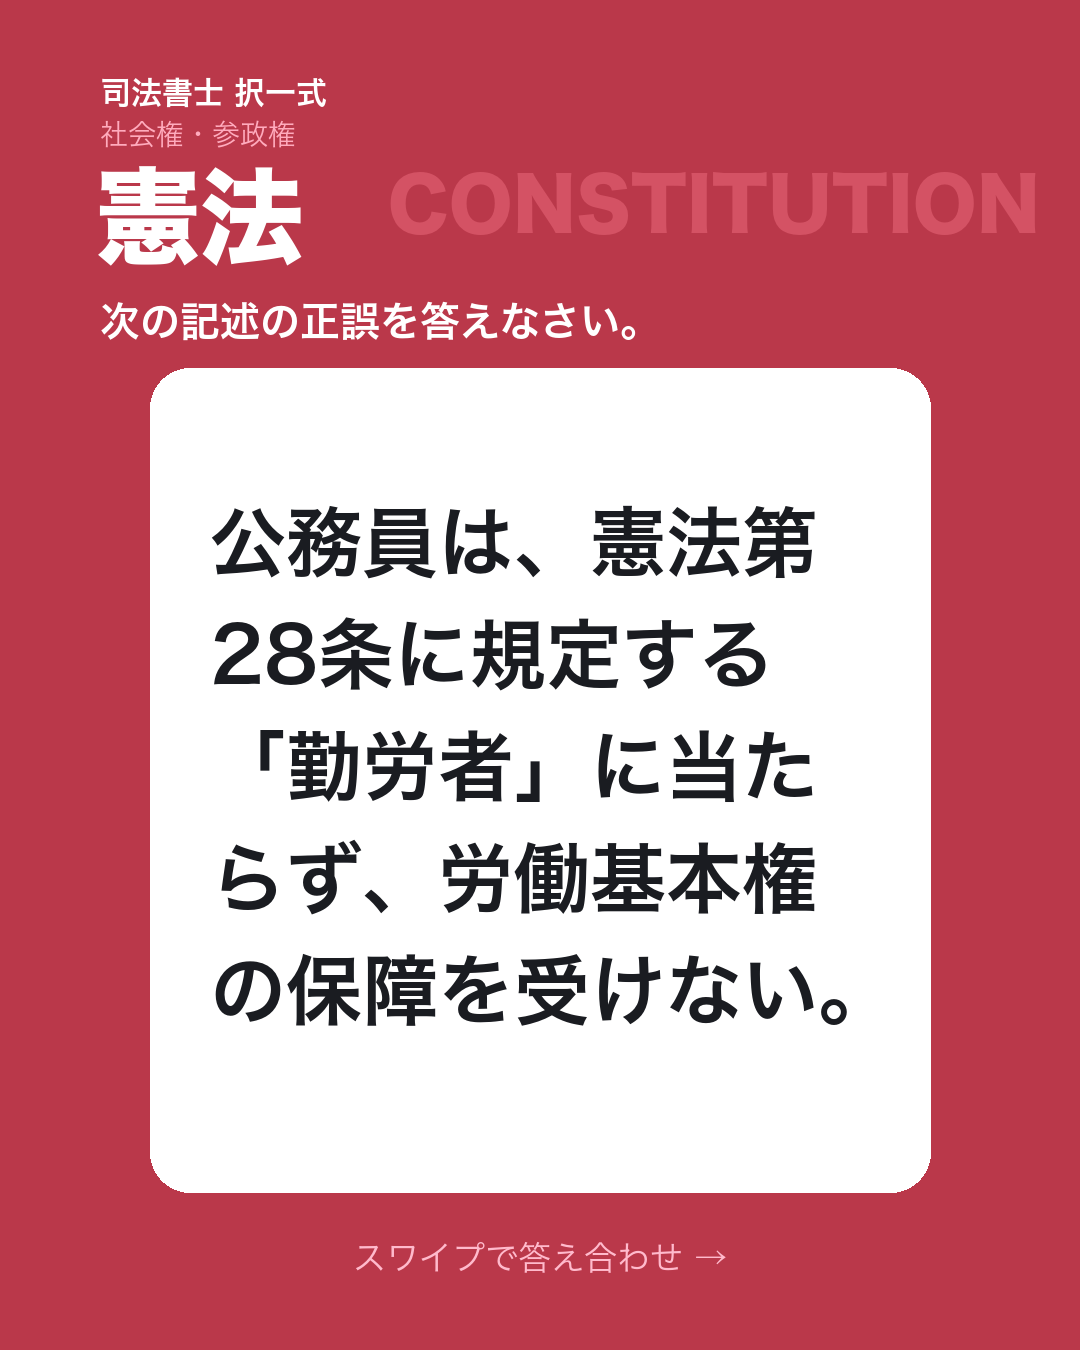 司法書士 択一式
社会権・参政権
憲法
CONSTITUTION
次の記述の正誤を答えなさい。
公務員は、憲法第
28条に規定する
「勤労者」に当た
らず、労働基本権
の保障を受けない。
スワイプで答え合わせ →